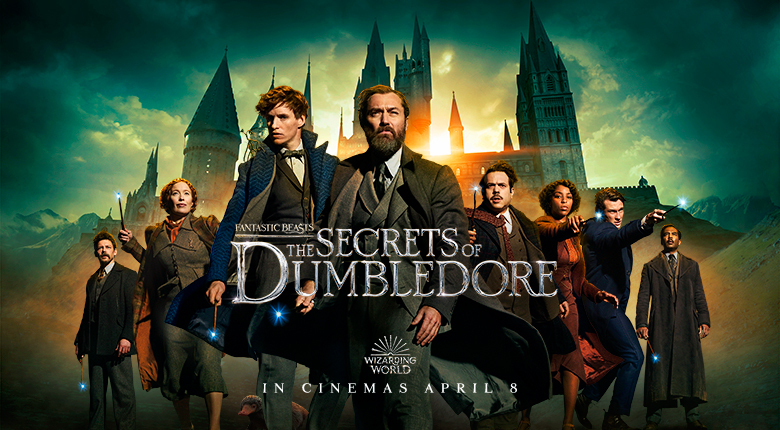 FANTASTIC BEASTS
THE SECRETS OF
DUMBLEDORE
WIZARDING
WORLD
IN CINEMAS APRIL 8